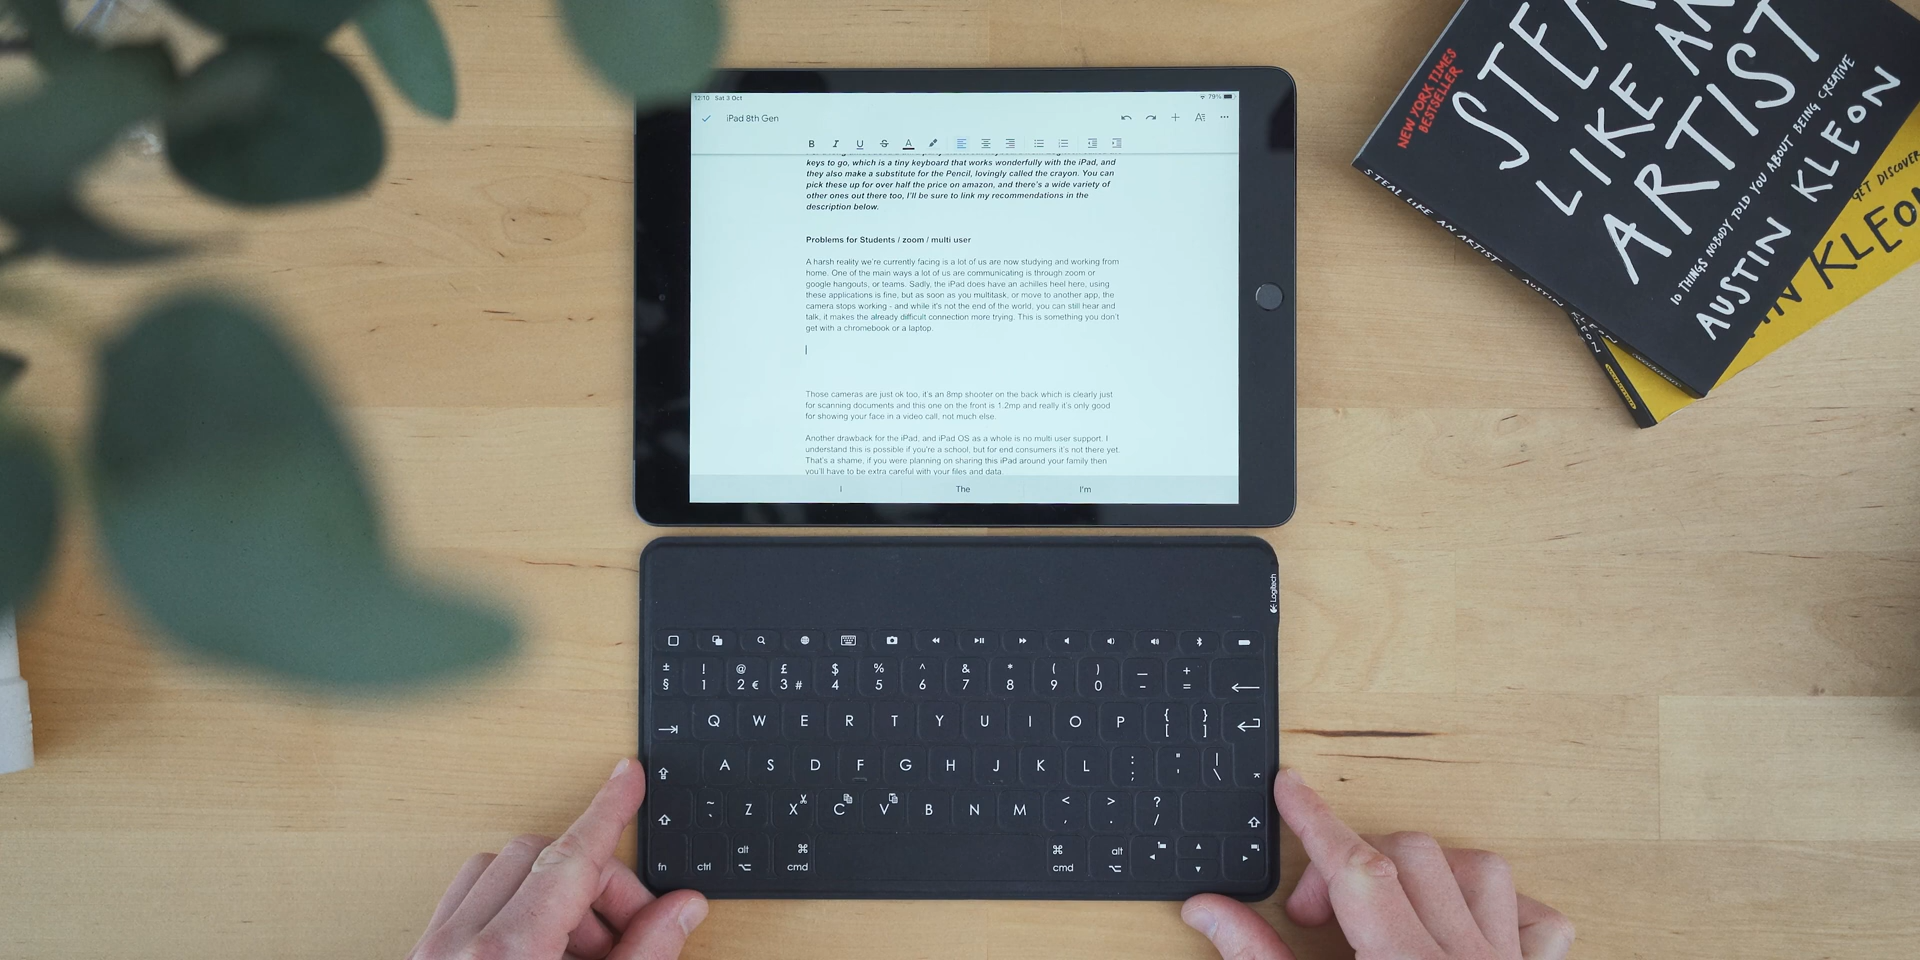 12:10 Sat 3 Oct
79%
iPad 8th Gen
B I U S A
keys to go, which is a tiny keyboard that works wonderfully with the iPad, and
they also make a substitute for the Pencil, lovingly called the crayon. You can
pick these up for over half the price on amazon, and there's a wide variety of
other ones out there too, I'll be sure to link my recommendations in the
description below.
Problems for Students / zoom / multi user
A harsh reality we're currently facing is a lot of us are now studying and working from
home. One of the main ways a lot of us are communicating is through zoom or
google hangouts, or teams. Sadly, the iPad does have an achilles heel here, using
these applications is fine, but as soon as you multitask, or move to another app, the
camera stops working - and while it's not the end of the world, you can still hear and
talk, it makes the already difficult connection more trying. This is something you don't
get with a chromebook or a laptop.
Those cameras are just ok too, it's an 8mp shooter on the back which is clearly just
for scanning documents and this one on the front is 1.2mp and really it's only good
for showing your face in a video call, not much else.
Another drawback for the iPad, and iPad OS as a whole is no multi user support. I
understand this is possible if you're a school, but for end consumers it's not there yet.
That's a shame, if you were planning on sharing this iPad around your family then
you'll have to be extra careful with your files and data.
I The I'm
NEW YORK TIMES
BESTSELLER
LIKE AN
ARTIST
10 THINGS NOBODY TOLD YOU ABOUT BEING CREATIVE
AUSTIN KLEON
STEAL LIKE AN ARTIST · AUSTIN KLEON
GET DISCOVER
KLEON
Logitech
± ! @ £ $ % ^ & * ( ) _ +
§ 1 2 € 3 # 4 5 6 7 8 9 0 - =
Q W E R T Y U I O P { [ } ]
A S D F G H J K L : ; " ' | \
~ ` Z X C V B N M < , > . ? /
fn ctrl alt ⌥ ⌘ cmd ⌘ cmd alt ⌥